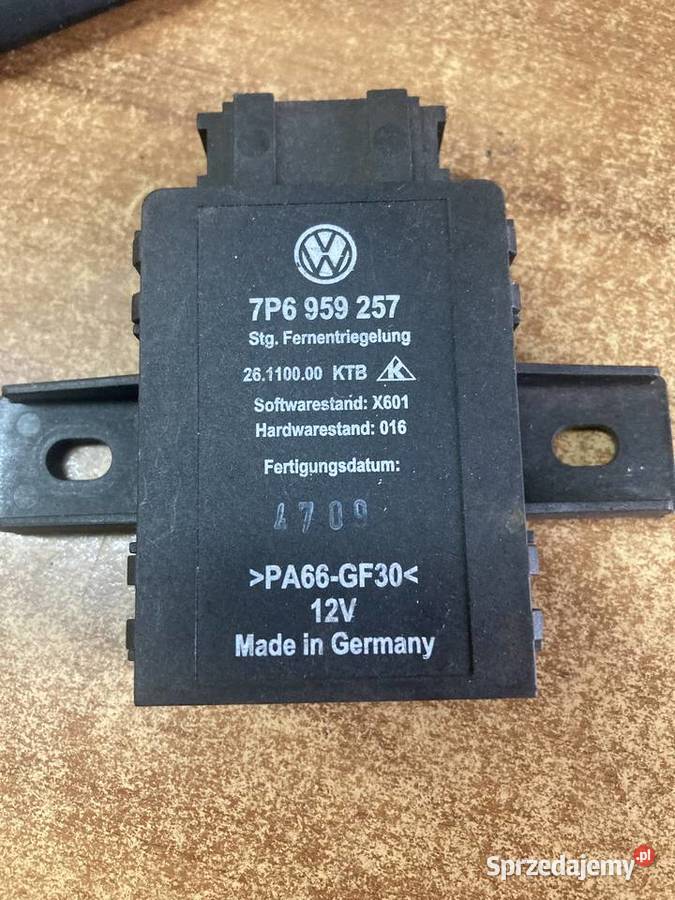 7P6 959 257
Stg. Fernentriegelung
26.1100.00 KTB K
Softwarestand: X601
Hardwarestand: 016
Fertigungsdatum:
4709
>PA66-GF30<
12V
Made in Germany
Sprzedajemy.pl